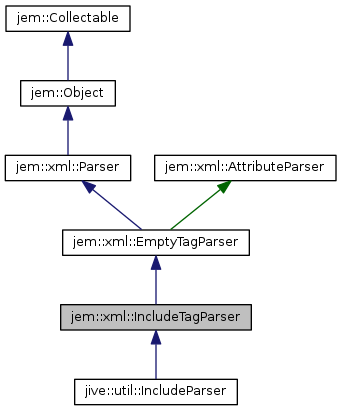 jem::Collectable
jem::Object
jem::xml::Parser
jem::xml::AttributeParser
jem::xml::EmptyTagParser
jem::xml::IncludeTagParser
jive::util::IncludeParser